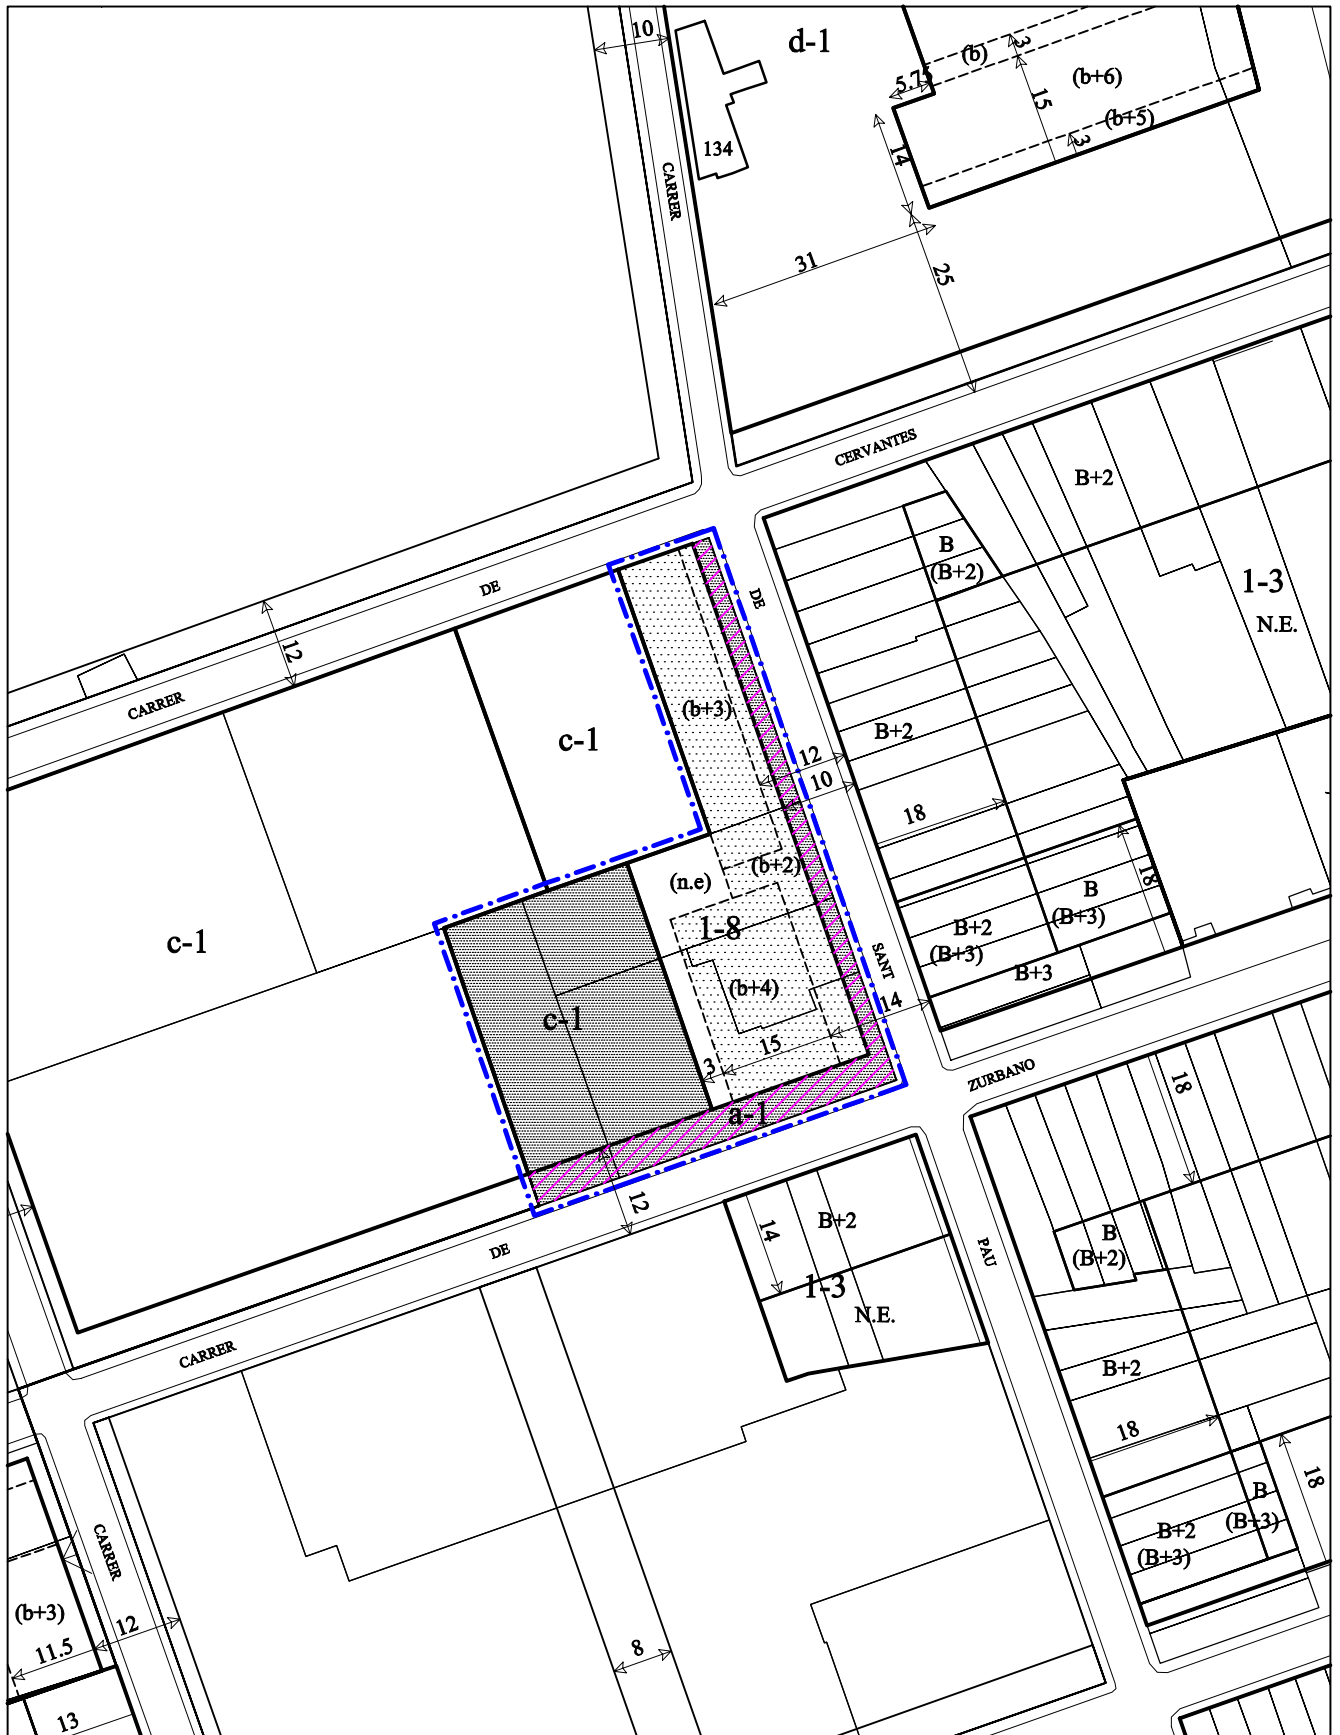 10
d-1
(b)
3
5.75
15
(b+6)
(b+5)
3
14
134
CARRER
31
25
CERVANTES
B+2
B
(B+2)
1-3
N.E.
DE
DE
12
CARRER
(b+3)
c-1
B+2
12
10
18
(b+2)
(n.e)
18
B
(B+3)
1-8
B+2
(B+3)
c-1
SANT
B+3
(b+4)
14
c-1
15
3
ZURBANO
18
a-1
12
14
B+2
B
(B+2)
DE
PAU
1-3
N.E.
CARRER
B+2
18
18
B
(B+3)
B+2
(B+3)
CARRER
(b+3)
12
11.5
8
13